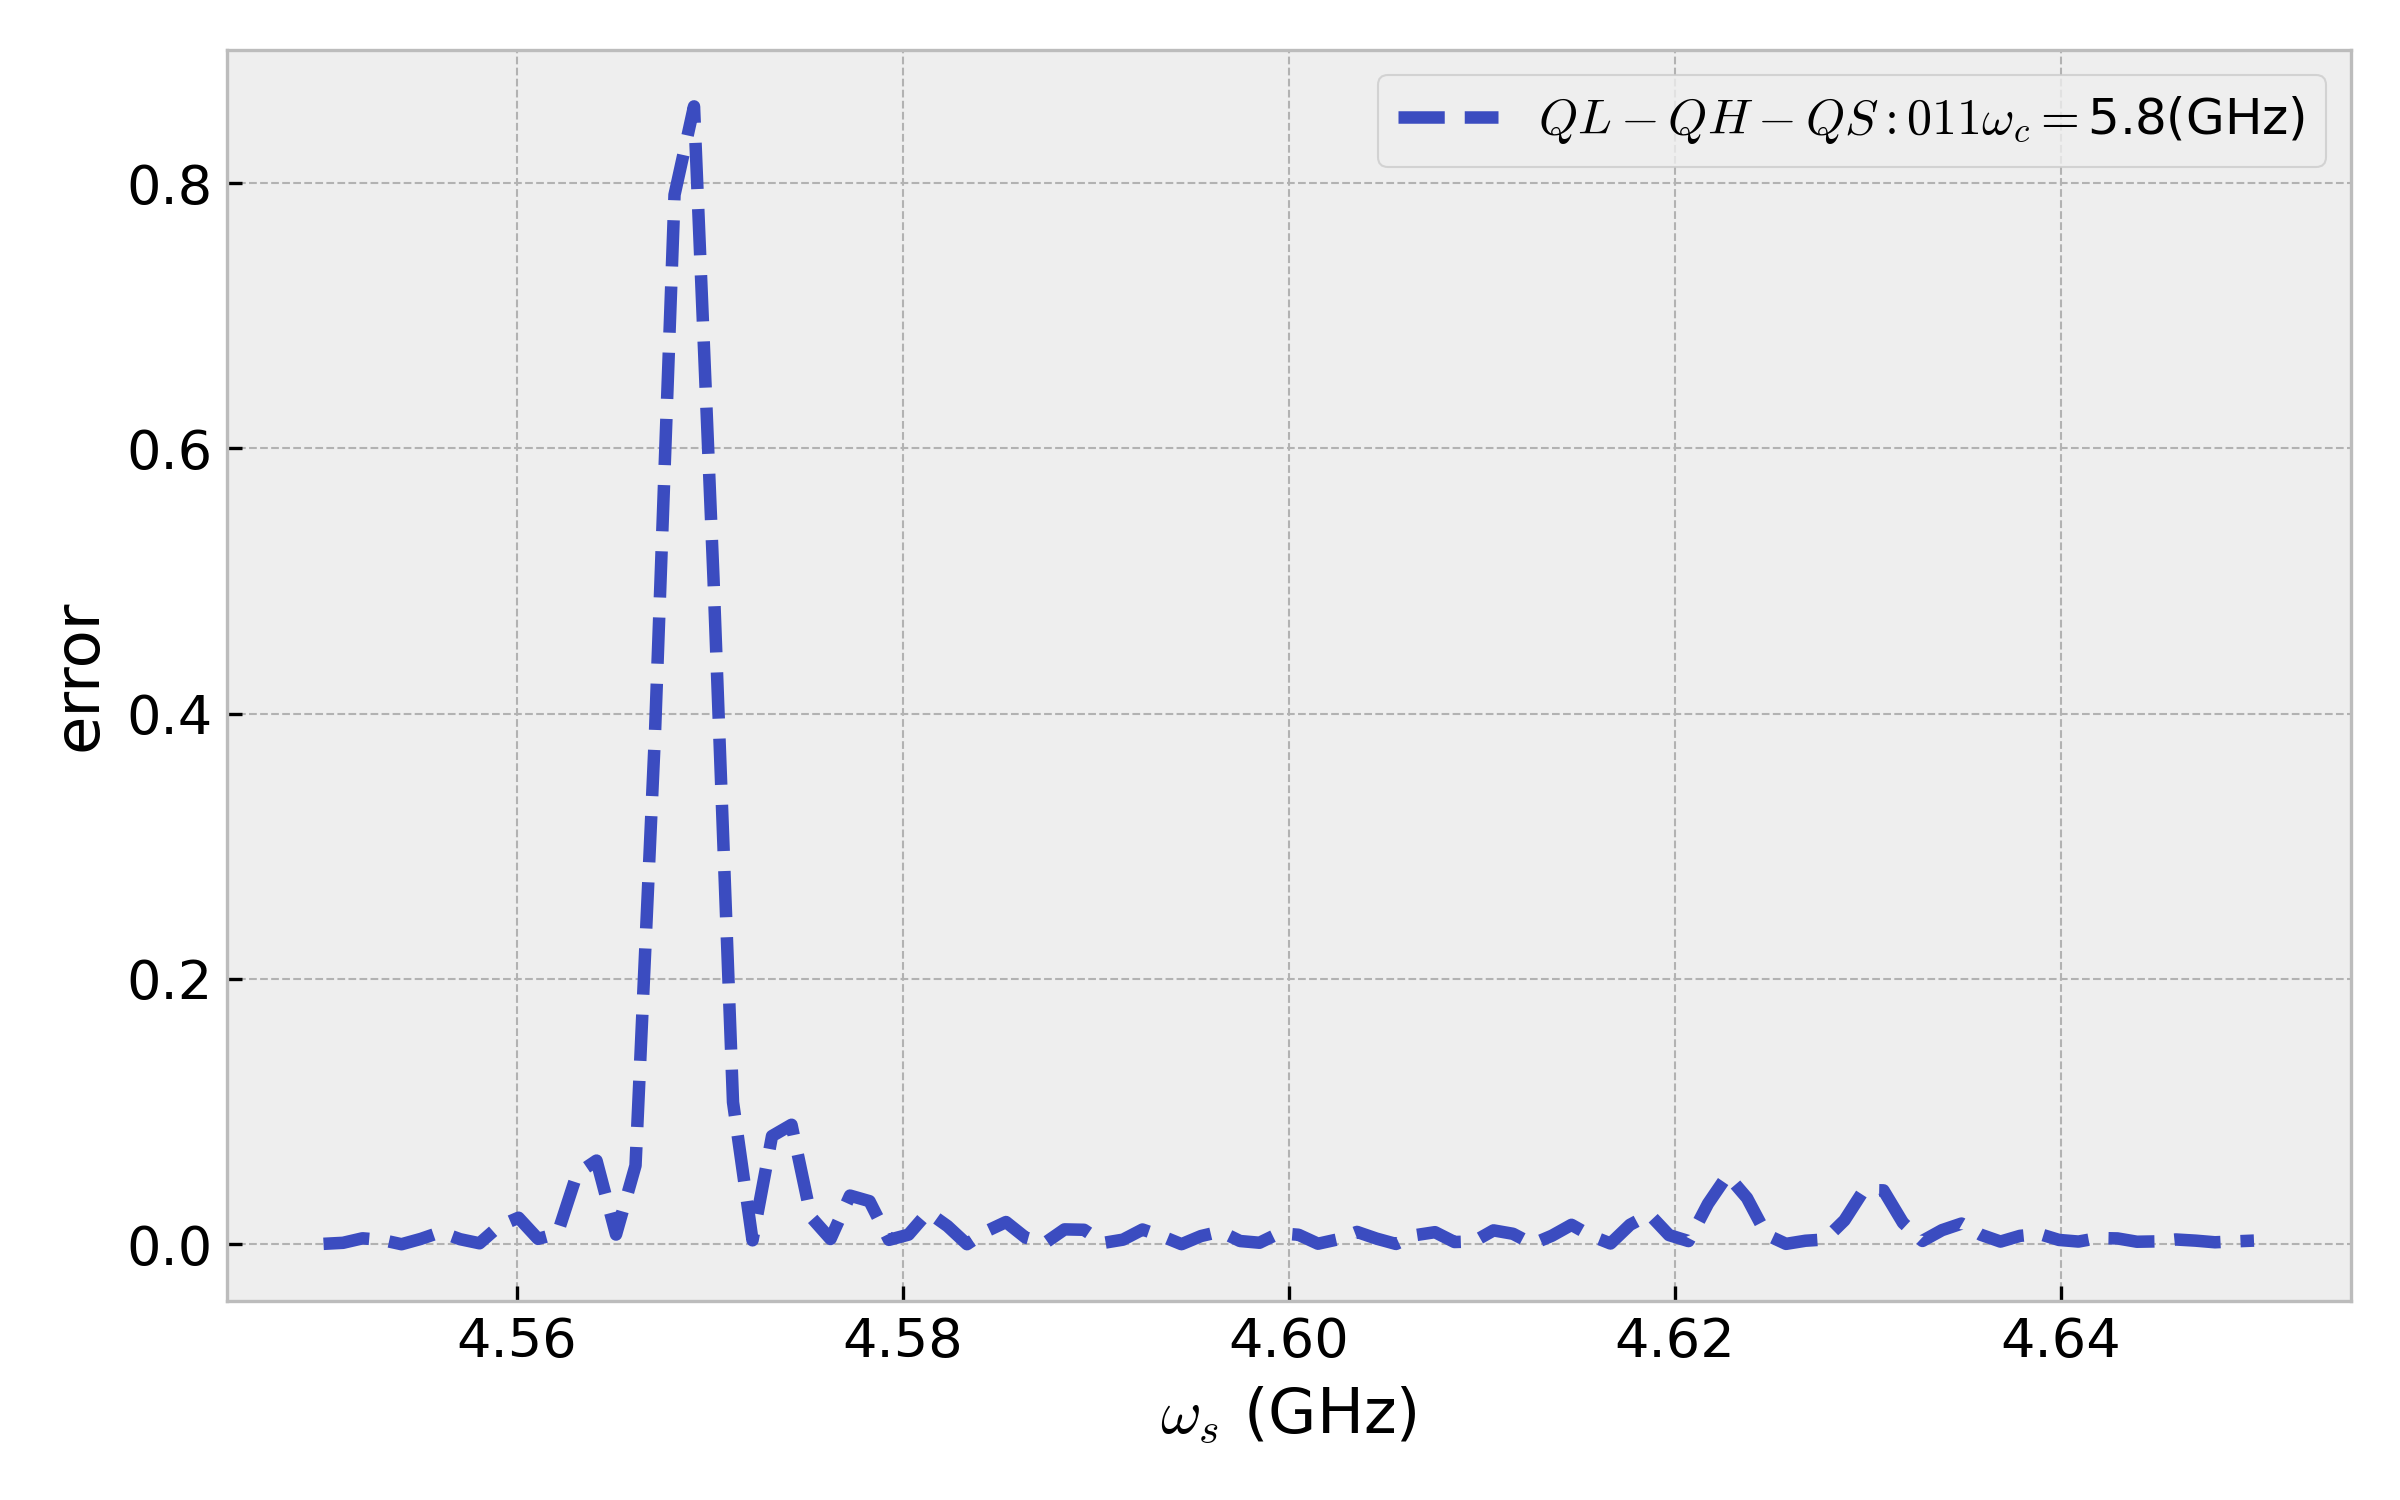 QL − QH − QS : 011ω_c = 5.8(GHz)
error
0.8
0.6
0.4
0.2
0.0
4.56 4.58 4.60 4.62 4.64
ω_s (GHz)